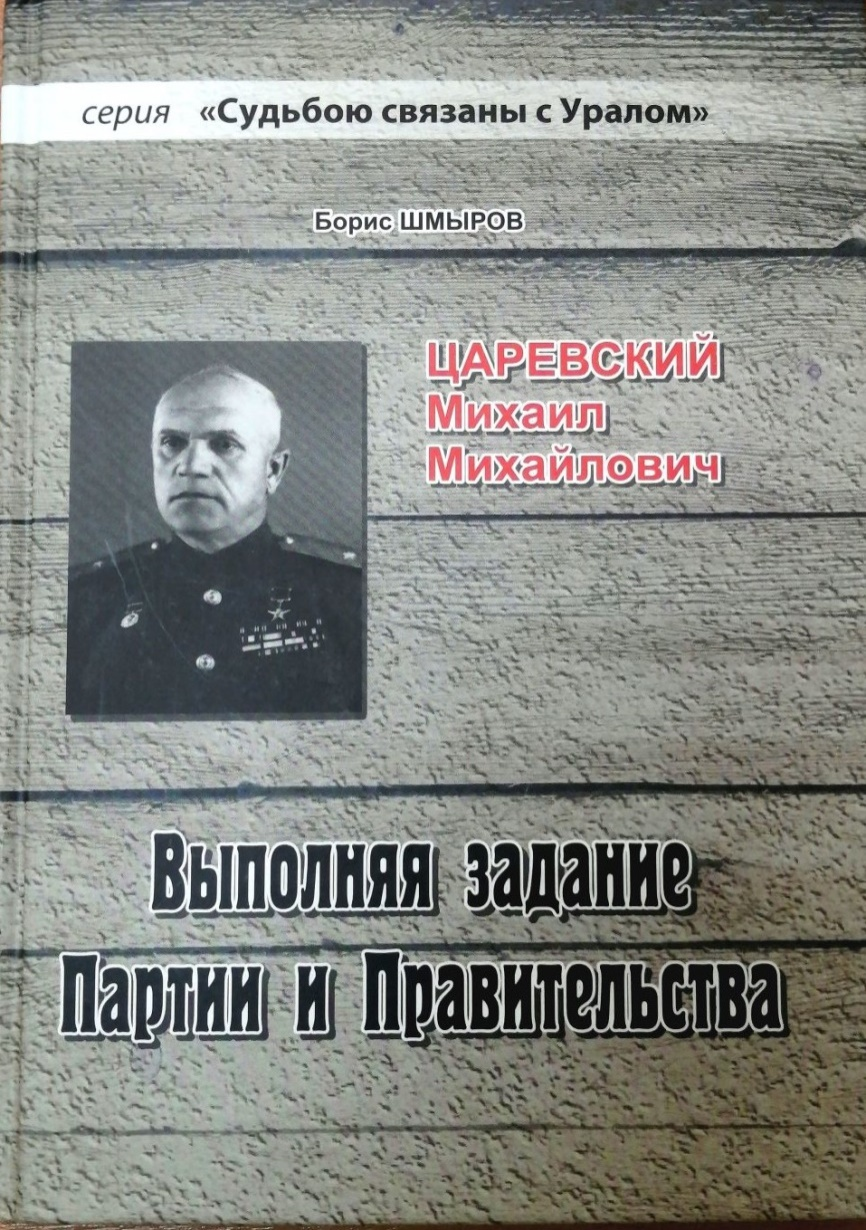 серия «Судьбою связаны с Уралом»
Борис ШМЫРОВ
ЦАРЕВСКИЙ
Михаил
Михайлович
Выполняя задание
Партии и Правительства